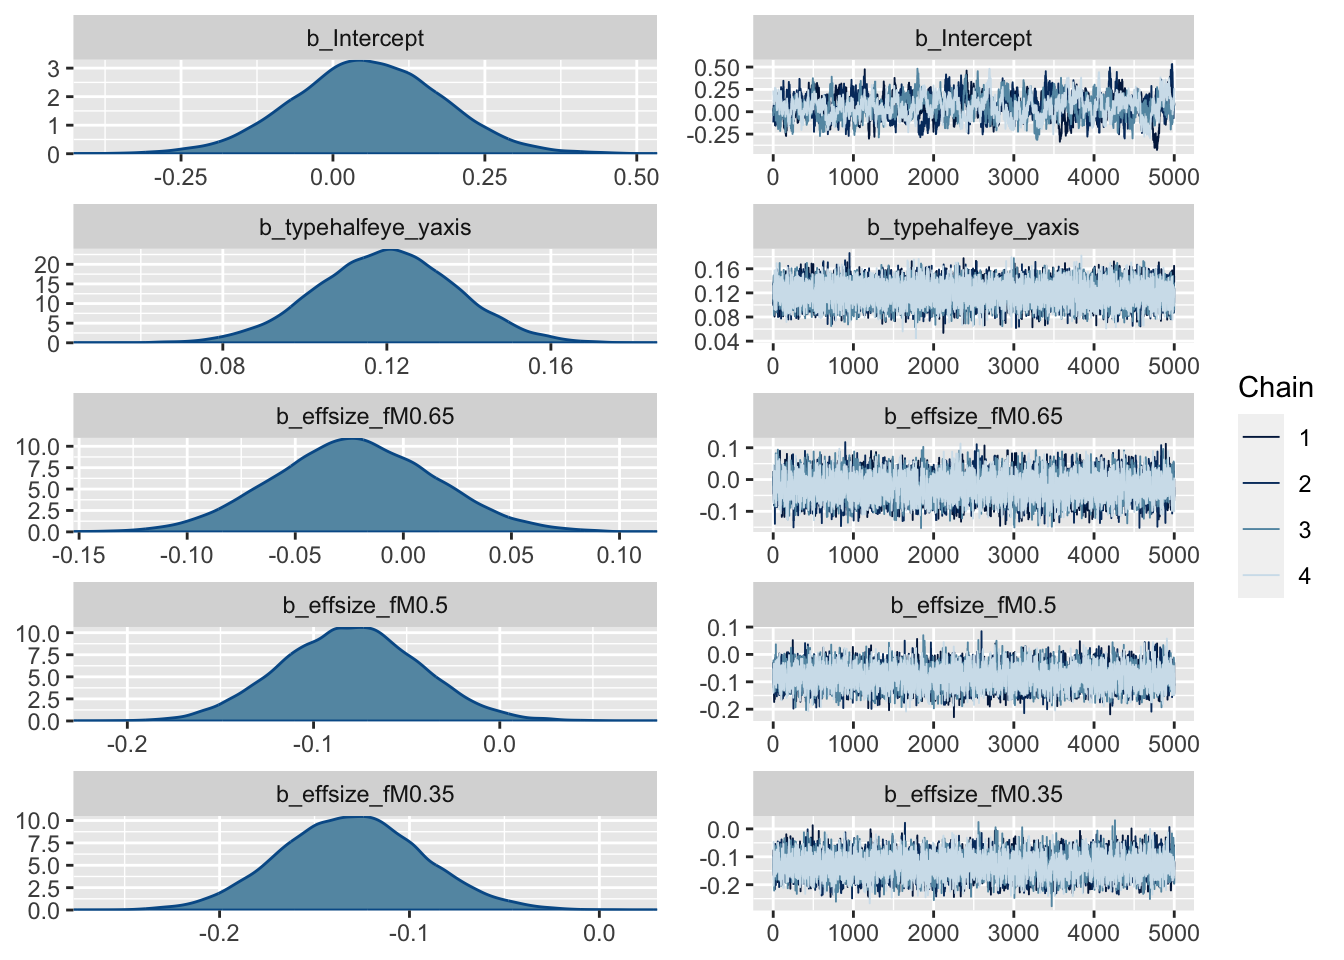 b_Intercept
3
2
1
0
-0.25 0.00 0.25 0.50
b_Intercept
0.50
0.25
0.00
-0.25
0 1000 2000 3000 4000 5000
b_typehalfeye_yaxis
20
15
10
5
0
0.08 0.12 0.16
b_typehalfeye_yaxis
0.16
0.12
0.08
0.04
0 1000 2000 3000 4000 5000
b_effsize_fM0.65
10.0
7.5
5.0
2.5
0.0
-0.15 -0.10 -0.05 0.00 0.05 0.10
b_effsize_fM0.65
0.1
0.0
-0.1
0 1000 2000 3000 4000 5000
b_effsize_fM0.5
10.0
7.5
5.0
2.5
0.0
-0.2 -0.1 0.0
b_effsize_fM0.5
0.1
0.0
-0.1
-0.2
0 1000 2000 3000 4000 5000
b_effsize_fM0.35
10.0
7.5
5.0
2.5
0.0
-0.2 -0.1 0.0
b_effsize_fM0.35
0.0
-0.1
-0.2
0 1000 2000 3000 4000 5000
Chain
1
2
3
4